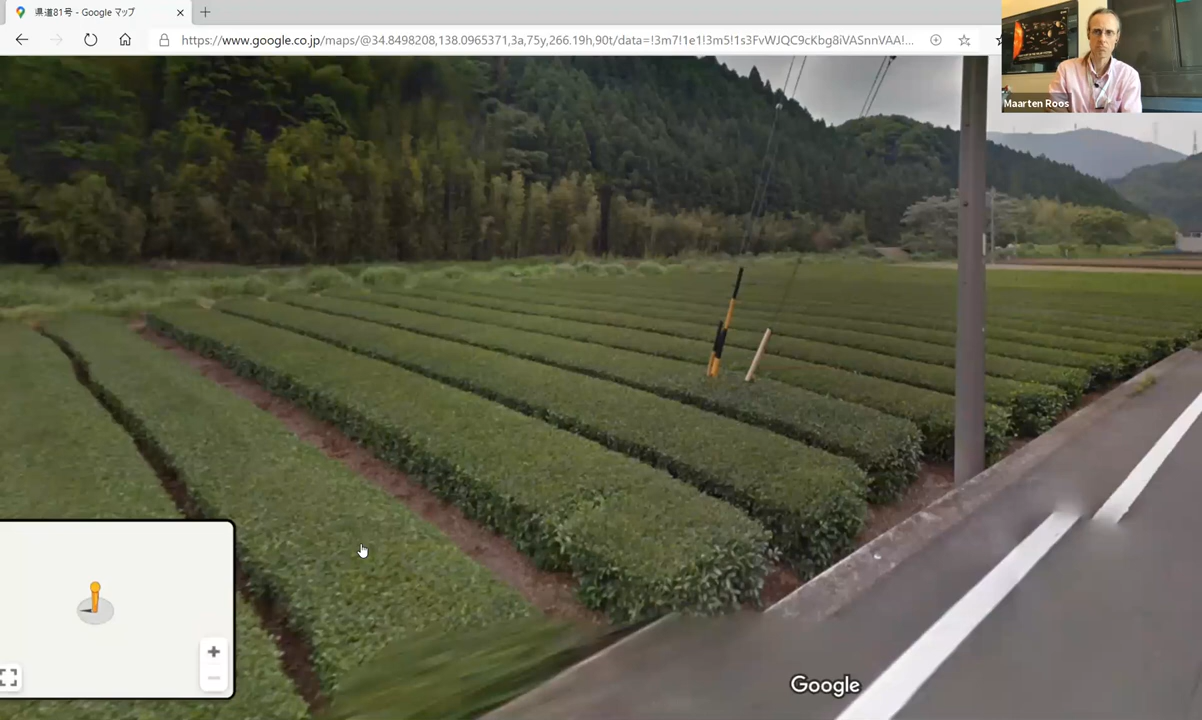 県道81号 - Google マップ
https://www.google.co.jp/maps/@34.8498208,138.0965371,3a,75y,266.19h,90t/data=!3m7!1e1!3m5!1s3FvWJQC9cKbg8iVASnnVAA!...
Maarten Roos
Google